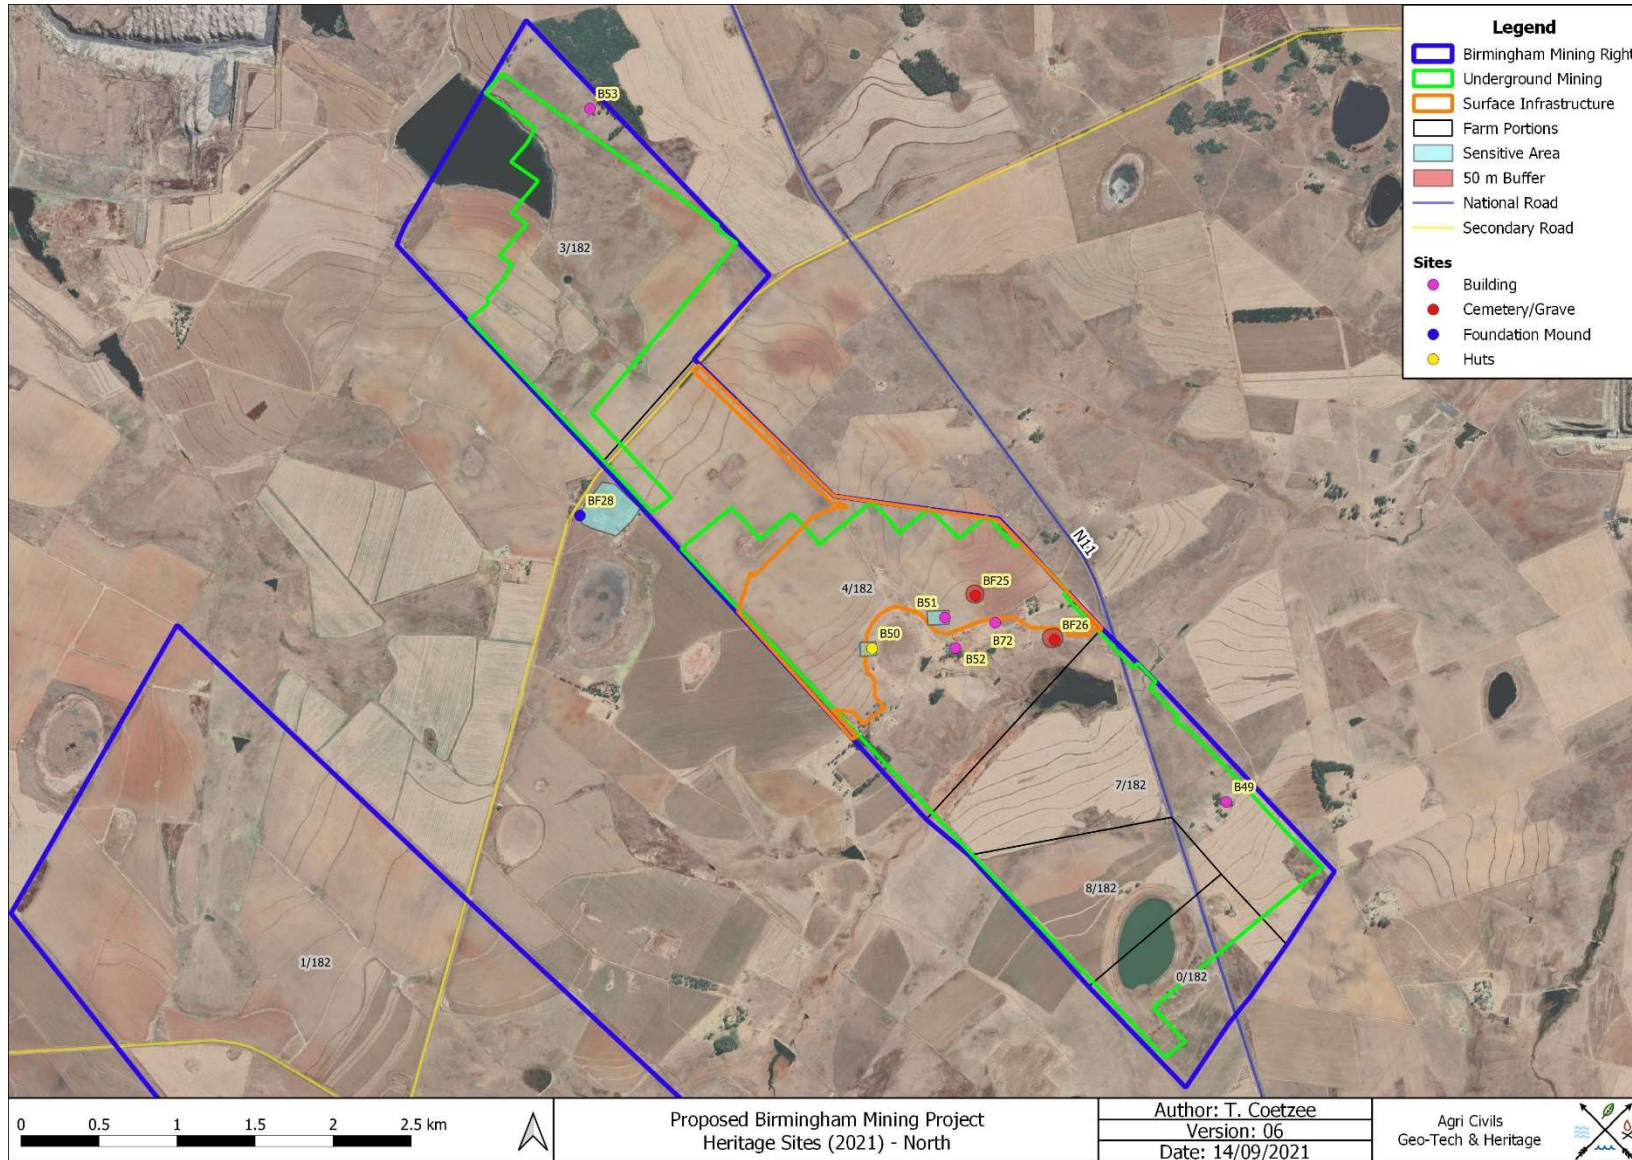 Legend
Birmingham Mining Right
Underground Mining
Surface Infrastructure
Farm Portions
Sensitive Area
50 m Buffer
National Road
Secondary Road
Sites
Building
Cemetery/Grave
Foundation Mound
Huts
B53
3/182
BF28
N11
BF25
4/182
B51
BF26
B50
B72
B52
7/182
B49
8/182
1/182
0/182
0 0.5 1 1.5 2 2.5 km
Proposed Birmingham Mining Project
Heritage Sites (2021) - North
Author: T. Coetzee
Version: 06
Date: 14/09/2021
Agri Civils
Geo-Tech & Heritage